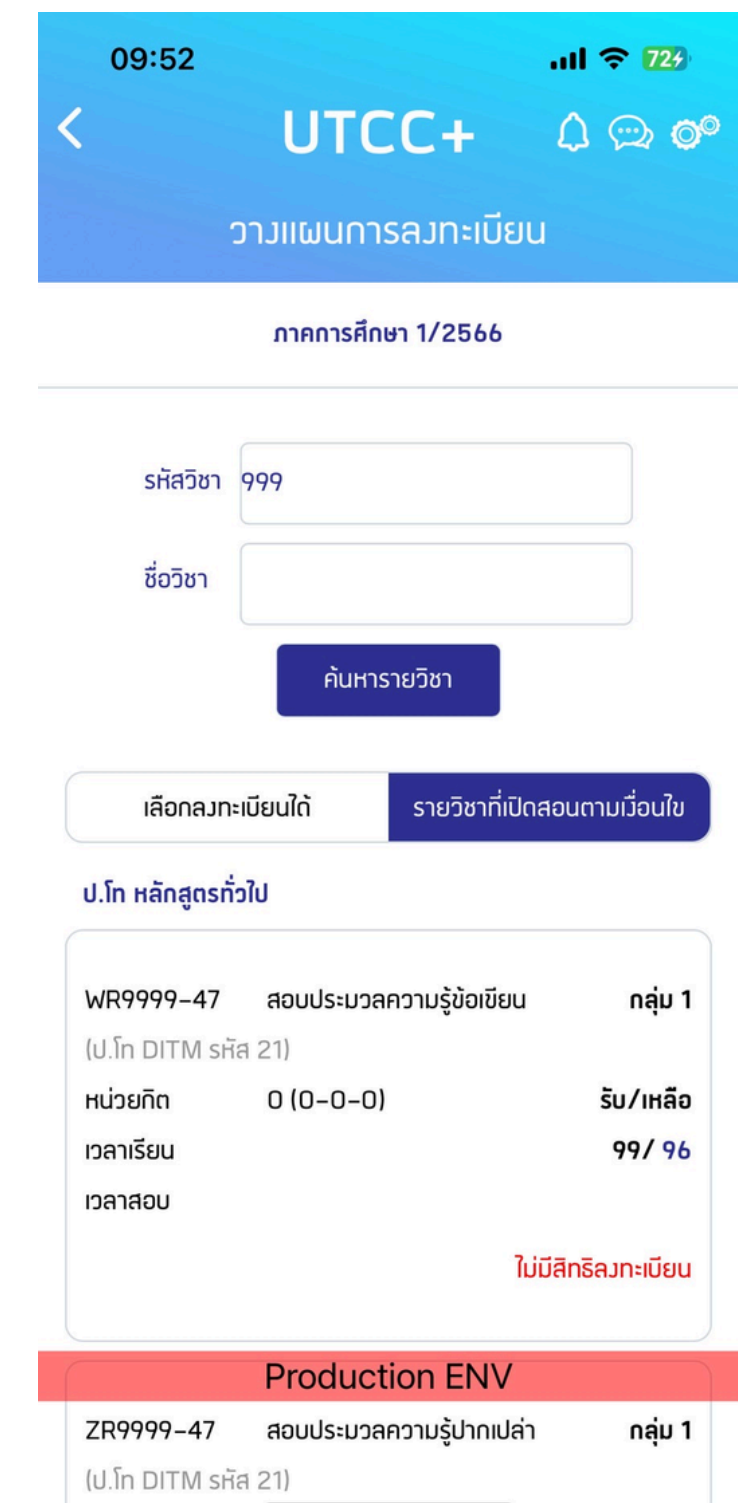 09:52 72
UTCC+
วางแผนการลงทะเบียน
ภาคการศึกษา 1/2566
รหัสวิชา 999
ชื่อวิชา
ค้นหารายวิชา
เลือกลงทะเบียนได้ รายวิชาที่เปิดสอนตามเงื่อนไข
ป.โท หลักสูตรทั่วไป
WR9999-47 สอบประมวลความรู้ข้อเขียน กลุ่ม 1
(ป.โท DITM รหัส 21)
หน่วยกิต 0 (0-0-0) รับ/เหลือ
เวลาเรียน 99/ 96
เวลาสอบ
ไม่มีสิทธิลงทะเบียน
Production ENV
ZR9999-47 สอบประมวลความรู้ปากเปล่า กลุ่ม 1
(ป.โท DITM รหัส 21)